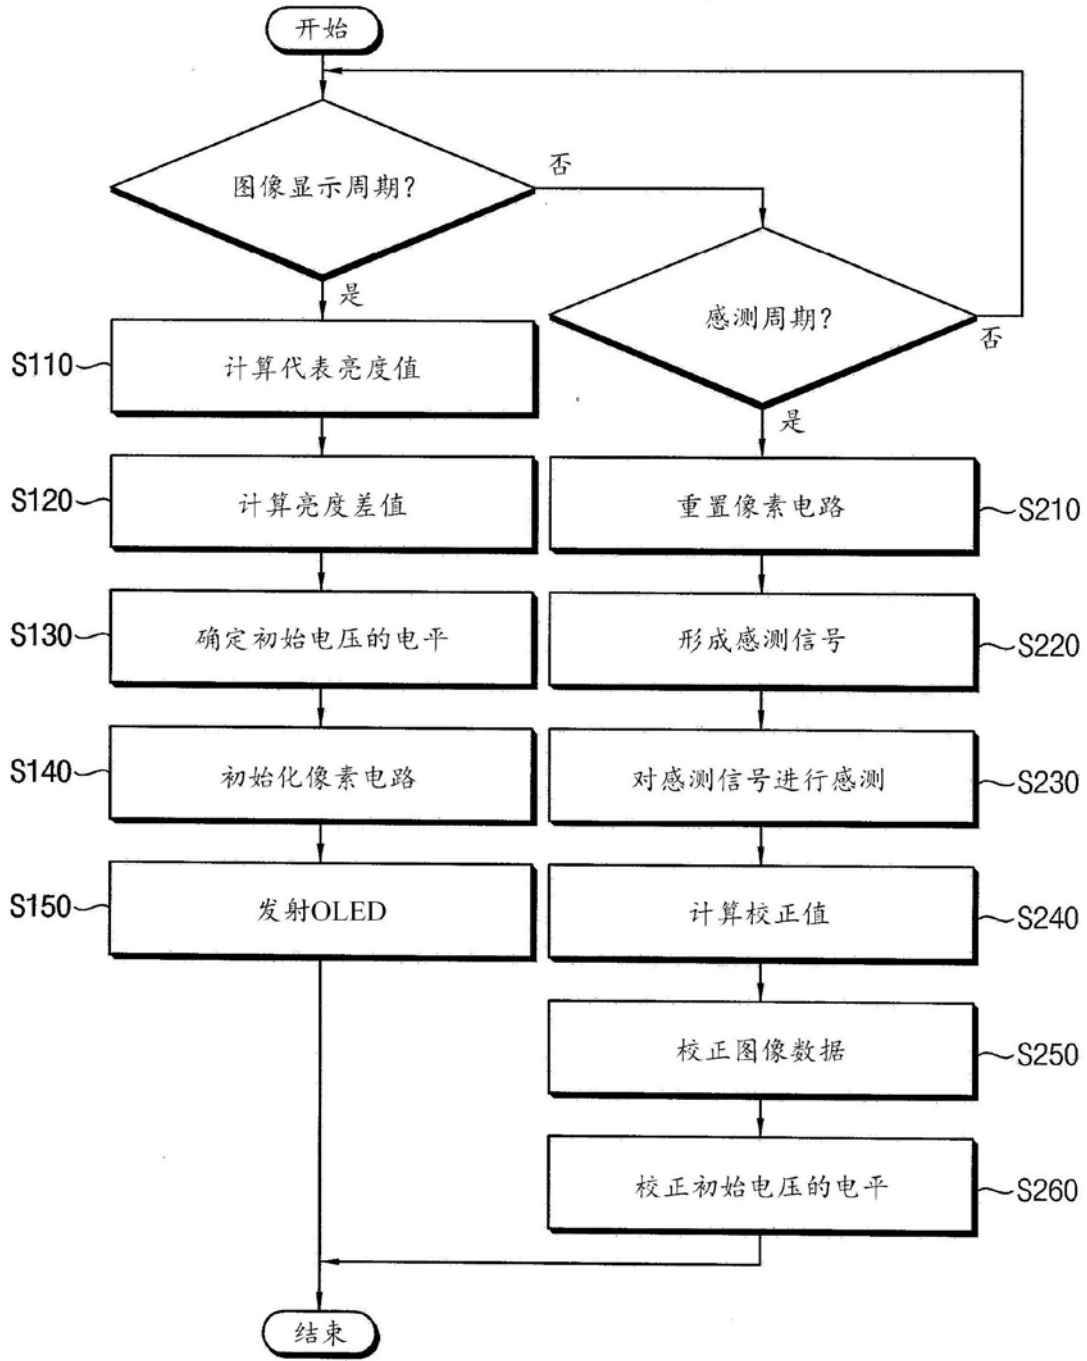 开始
图像显示周期?
否
是
感测周期?
否
是
S110
计算代表亮度值
S120
计算亮度差值
S130
确定初始电压的电平
S140
初始化像素电路
S150
发射OLED
重置像素电路
S210
形成感测信号
S220
对感测信号进行感测
S230
计算校正值
S240
校正图像数据
S250
校正初始电压的电平
S260
结束